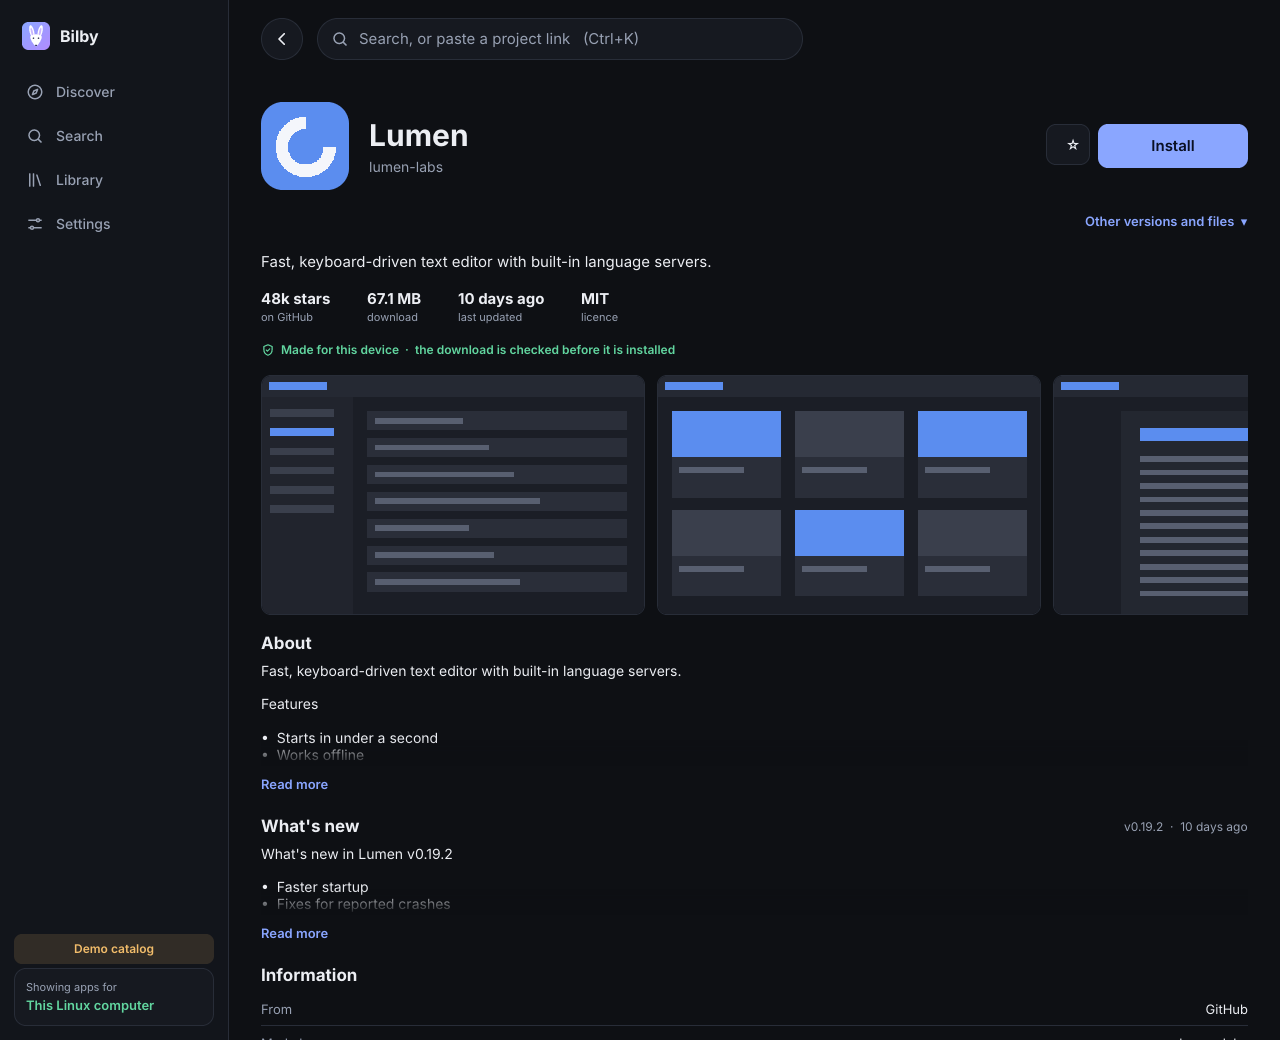 Bilby
Discover
Search
Library
Settings
Demo catalog
Showing apps for
This Linux computer
Search, or paste a project link (Ctrl+K)
Lumen
lumen-labs
Install
Other versions and files
Fast, keyboard-driven text editor with built-in language servers.
48k stars
on GitHub
67.1 MB
download
10 days ago
last updated
MIT
licence
Made for this device · the download is checked before it is installed
About
Fast, keyboard-driven text editor with built-in language servers.
Features
• Starts in under a second
• Works offline
Read more
What's new
v0.19.2 · 10 days ago
What's new in Lumen v0.19.2
• Faster startup
• Fixes for reported crashes
Read more
Information
From GitHub